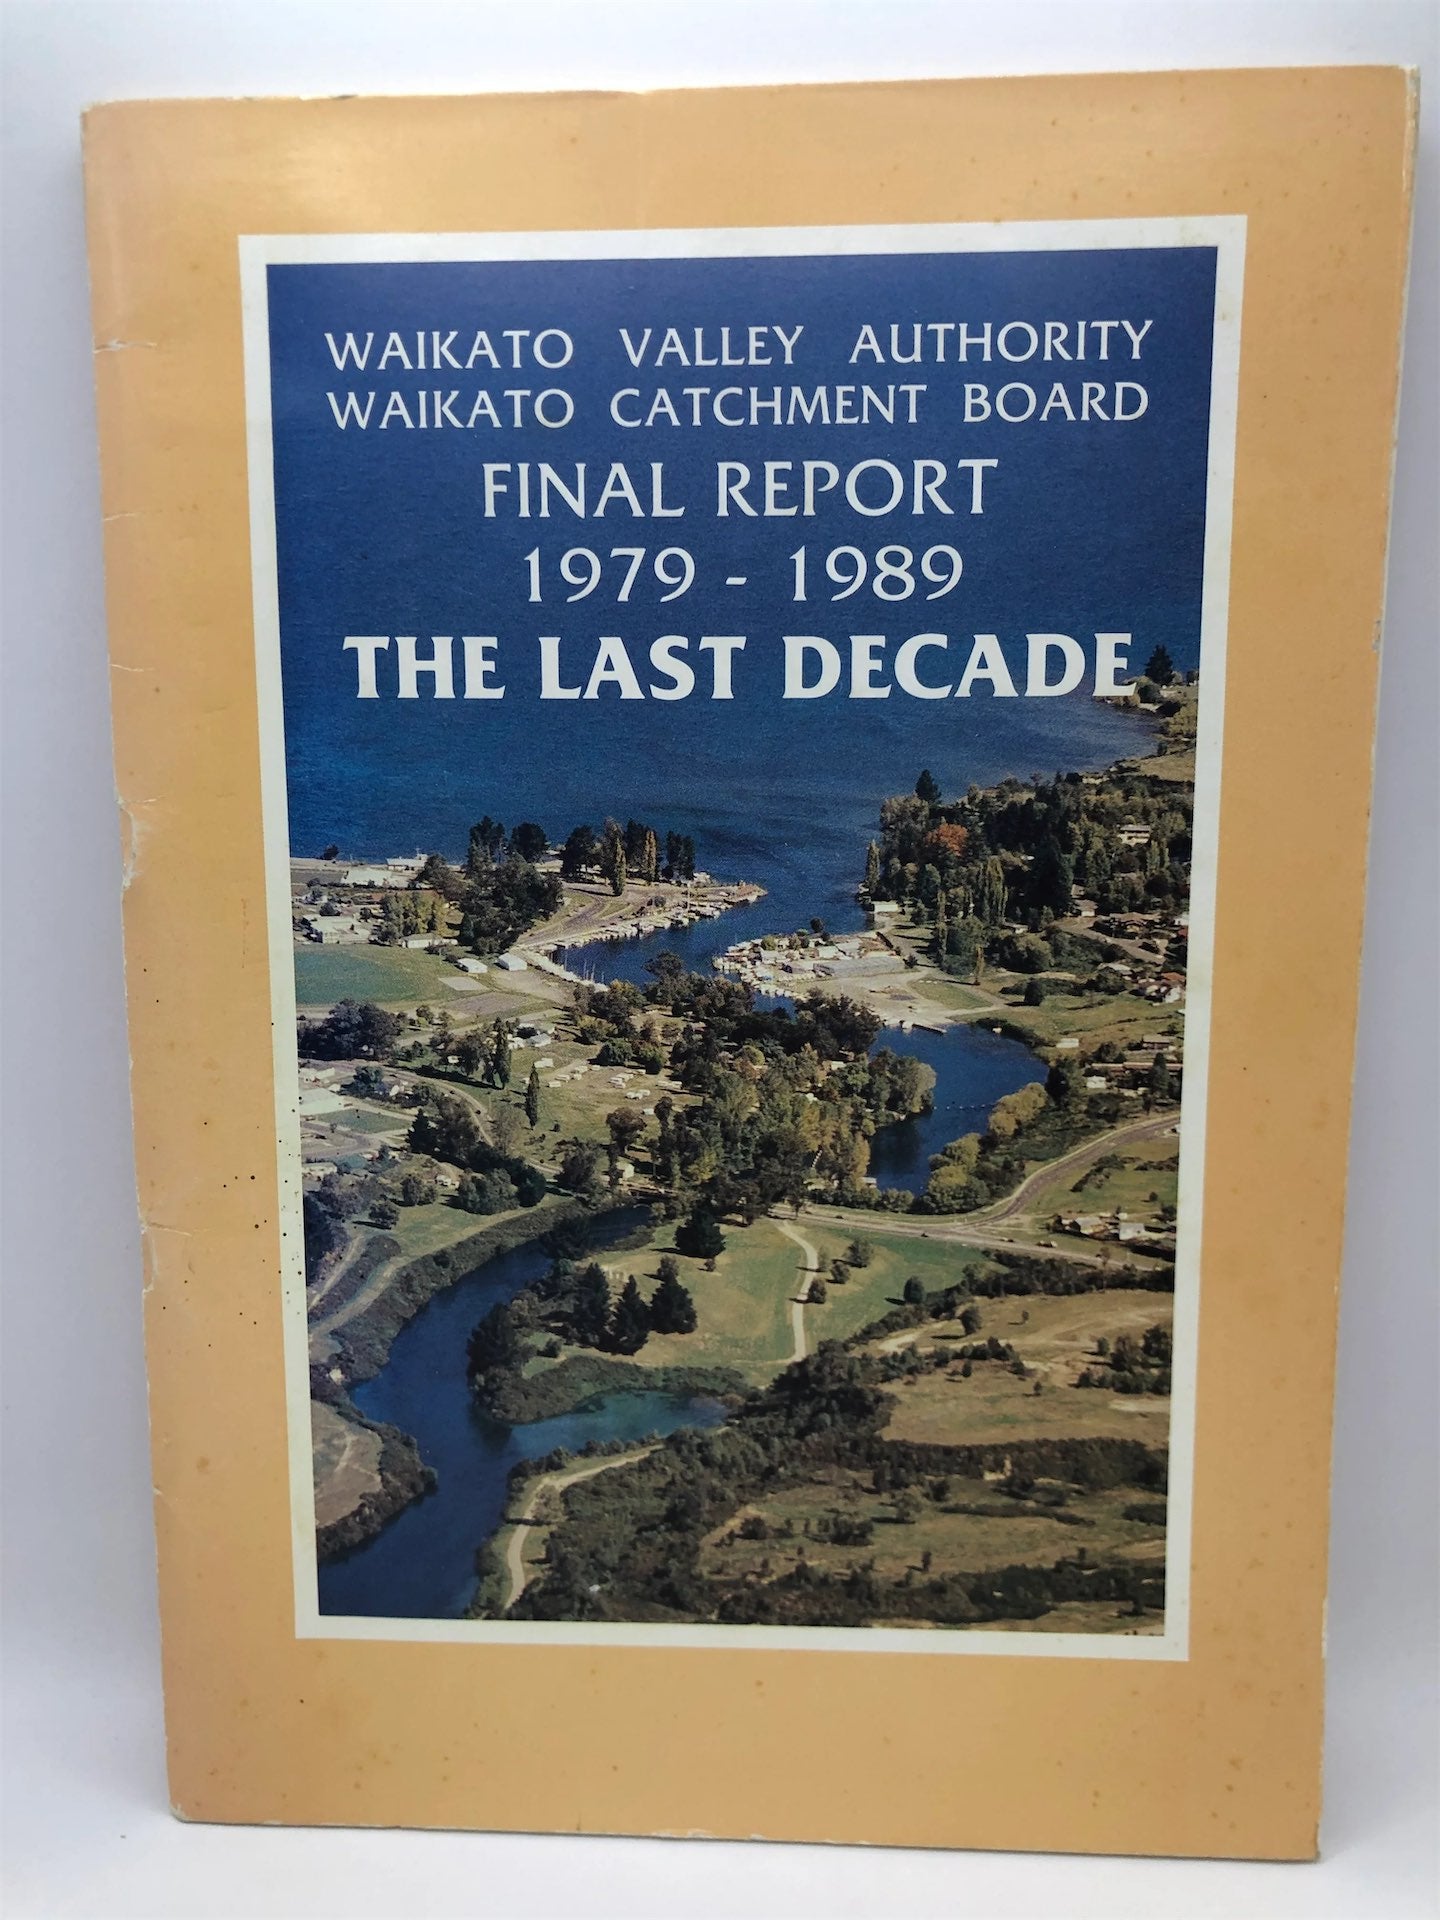 WAIKATO VALLEY AUTHORITY
WAIKATO CATCHMENT BOARD
FINAL REPORT
1979 - 1989
THE LAST DECADE